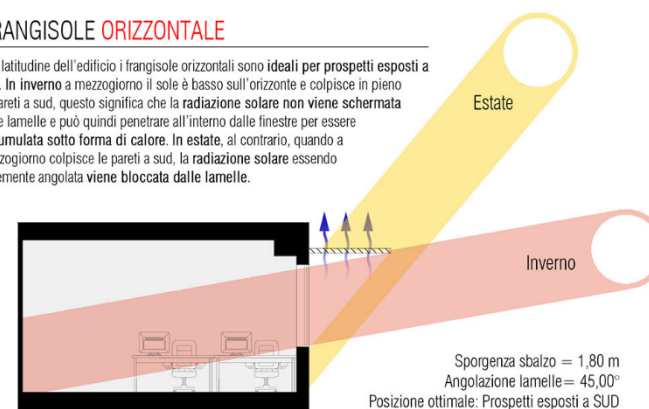 RANGISOLE ORIZZONTALE
latitudine dell'edificio i frangisole orizzontali sono ideali per prospetti esposti a
. In inverno a mezzogiorno il sole è basso sull'orizzonte e colpisce in pieno
areti a sud, questo significa che la radiazione solare non viene schermata
e lamelle e può quindi penetrare all'interno dalle finestre per essere
umulata sotto forma di calore. In estate, al contrario, quando a
zzogiorno colpisce le pareti a sud, la radiazione solare essendo
emente angolata viene bloccata dalle lamelle.
Estate
Inverno
Sporgenza sbalzo = 1,80 m
Angolazione lamelle = 45,00°
Posizione ottimale: Prospetti esposti a SUD